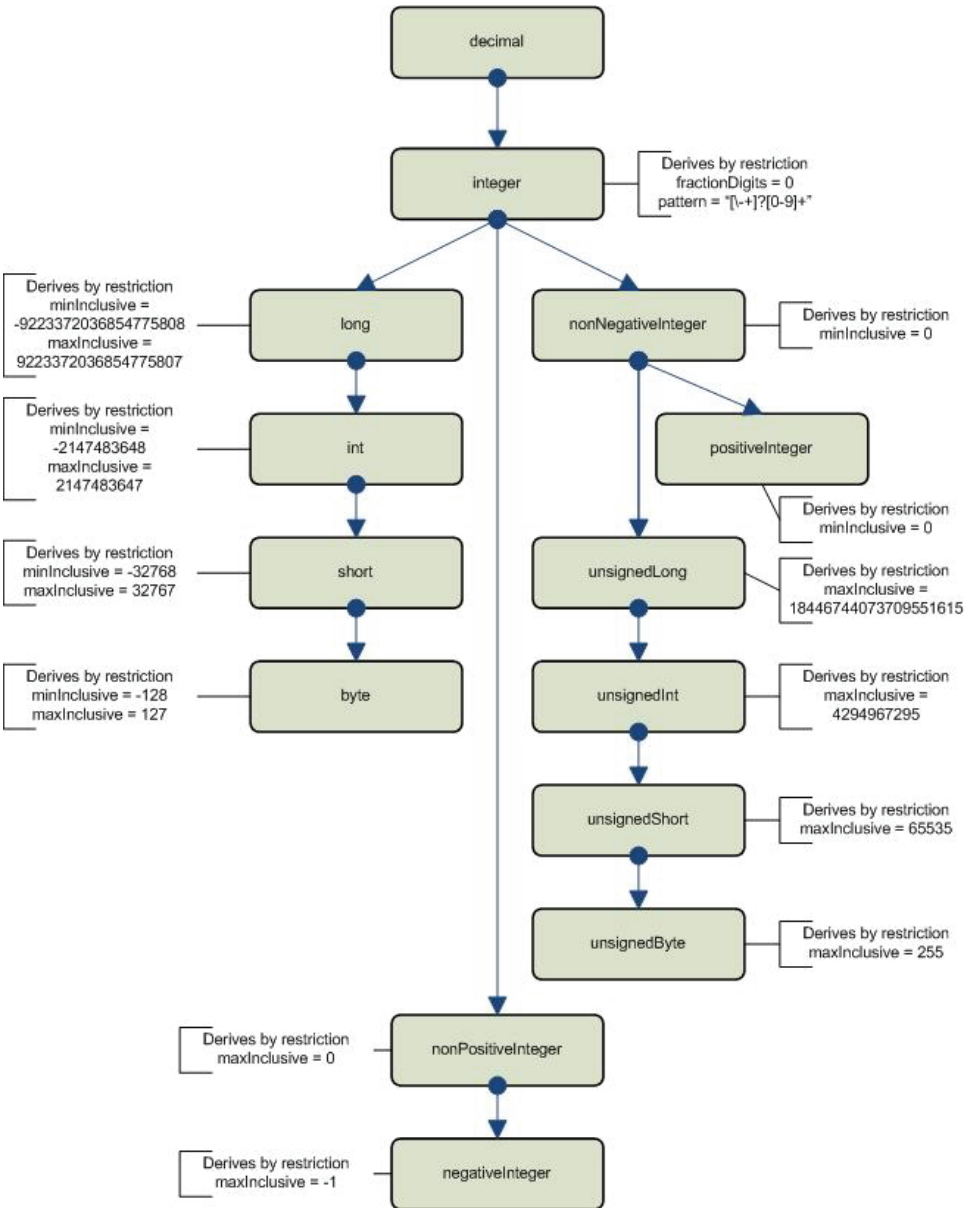 decimal
integer
Derives by restriction
fractionDigits = 0
pattern = "[\-+]?[0-9]+"
Derives by restriction
minInclusive =
-9223372036854775808
maxInclusive =
9223372036854775807
long
nonNegativeInteger
Derives by restriction
minInclusive = 0
Derives by restriction
minInclusive =
-2147483648
maxInclusive =
2147483647
int
positiveInteger
Derives by restriction
minInclusive = 0
Derives by restriction
minInclusive = -32768
maxInclusive = 32767
short
unsignedLong
Derives by restriction
maxInclusive =
18446744073709551615
Derives by restriction
minInclusive = -128
maxInclusive = 127
byte
unsignedInt
Derives by restriction
maxInclusive =
4294967295
unsignedShort
Derives by restriction
maxInclusive = 65535
unsignedByte
Derives by restriction
maxInclusive = 255
Derives by restriction
maxInclusive = 0
nonPositiveInteger
Derives by restriction
maxInclusive = -1
negativeInteger